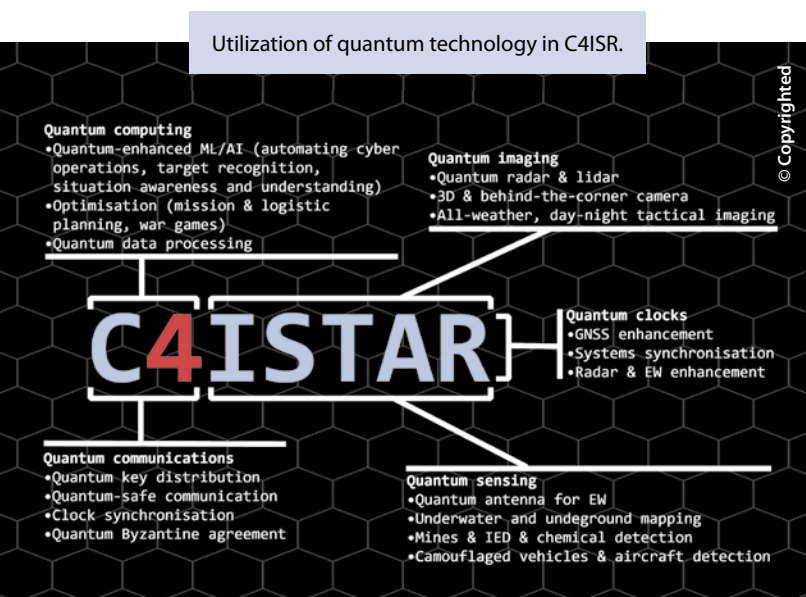 Utilization of quantum technology in C4ISR.
© Copyrighted
Quantum computing
•Quantum-enhanced ML/AI (automating cyber
operations, target recognition,
situation awareness and understanding)
•Optimisation (mission & logistic
planning, war games)
•Quantum data processing
Quantum imaging
•Quantum radar & lidar
•3D & behind-the-corner camera
•All-weather, day-night tactical imaging
C4ISTAR
Quantum clocks
•GNSS enhancement
•Systems synchronisation
•Radar & EW enhancement
Quantum communications
•Quantum key distribution
•Quantum-safe communication
•Clock synchronisation
•Quantum Byzantine agreement
Quantum sensing
•Quantum antenna for EW
•Underwater and undeground mapping
•Mines & IED & chemical detection
•Camouflaged vehicles & aircraft detection